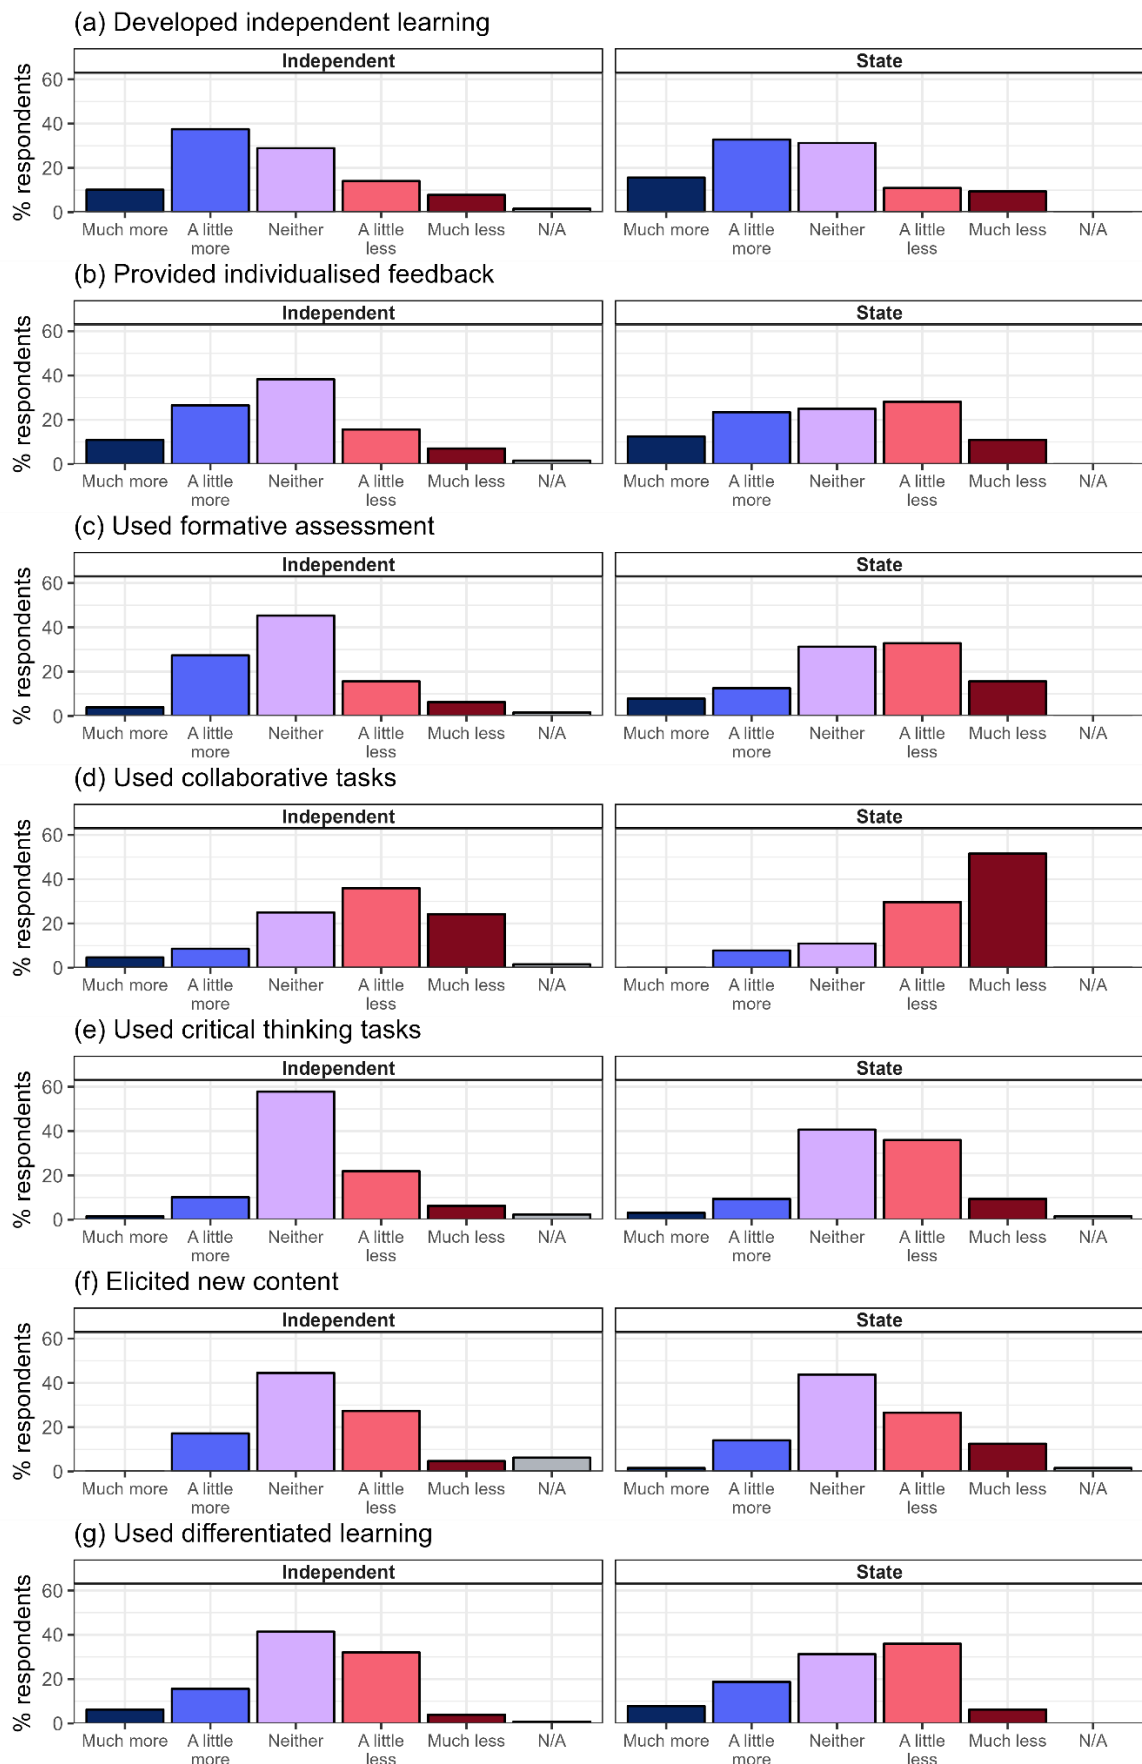 (a) Developed independent learning
Independent State
% respondents
60
40
20
0
Much more A little more Neither A little less Much less N/A Much more A little more Neither A little less Much less N/A
(b) Provided individualised feedback
Independent State
% respondents
60
40
20
0
Much more A little more Neither A little less Much less N/A Much more A little more Neither A little less Much less N/A
(c) Used formative assessment
Independent State
% respondents
60
40
20
0
Much more A little more Neither A little less Much less N/A Much more A little more Neither A little less Much less N/A
(d) Used collaborative tasks
Independent State
% respondents
60
40
20
0
Much more A little more Neither A little less Much less N/A Much more A little more Neither A little less Much less N/A
(e) Used critical thinking tasks
Independent State
% respondents
60
40
20
0
Much more A little more Neither A little less Much less N/A Much more A little more Neither A little less Much less N/A
(f) Elicited new content
Independent State
% respondents
60
40
20
0
Much more A little more Neither A little less Much less N/A Much more A little more Neither A little less Much less N/A
(g) Used differentiated learning
Independent State
% respondents
60
40
20
0
Much more A little more Neither A little less Much less N/A Much more A little more Neither A little less Much less N/A